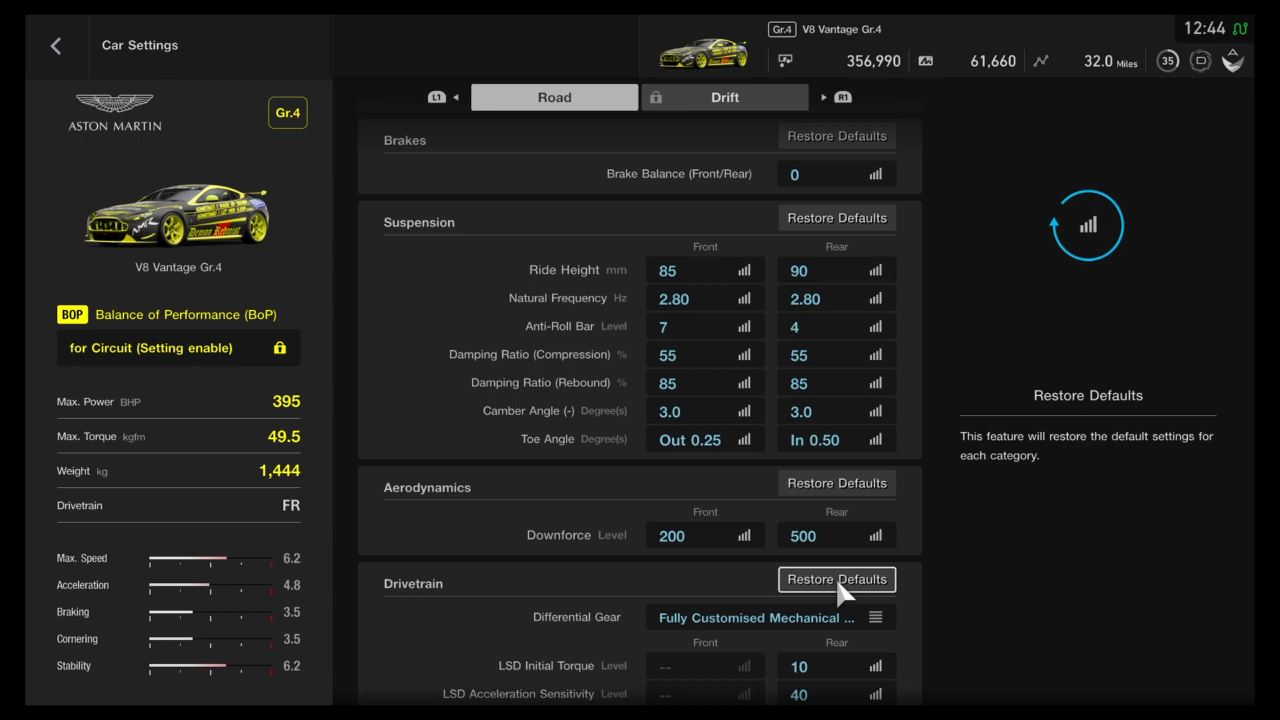 Car Settings
Gr.4 V8 Vantage Gr.4
12:44
356,990 61,660 32.0 Miles 35
L1 Road Drift R1
ASTON MARTIN
Gr.4
V8 Vantage Gr.4
BOP Balance of Performance (BoP)
for Circuit (Setting enable)
Max. Power BHP 395
Max. Torque kgfm 49.5
Weight kg 1,444
Drivetrain FR
Max. Speed 6.2
Acceleration 4.8
Braking 3.5
Cornering 3.5
Stability 6.2
Brakes Restore Defaults
Brake Balance (Front/Rear) 0
Suspension Restore Defaults
Front Rear
Ride Height mm 85 90
Natural Frequency Hz 2.80 2.80
Anti-Roll Bar Level 7 4
Damping Ratio (Compression) % 55 55
Damping Ratio (Rebound) % 85 85
Camber Angle (-) Degree(s) 3.0 3.0
Toe Angle Degree(s) Out 0.25 In 0.50
Aerodynamics Restore Defaults
Front Rear
Downforce Level 200 500
Drivetrain Restore Defaults
Differential Gear Fully Customised Mechanical ...
Front Rear
LSD Initial Torque Level -- 10
LSD Acceleration Sensitivity Level -- 40
Restore Defaults
This feature will restore the default settings for
each category.